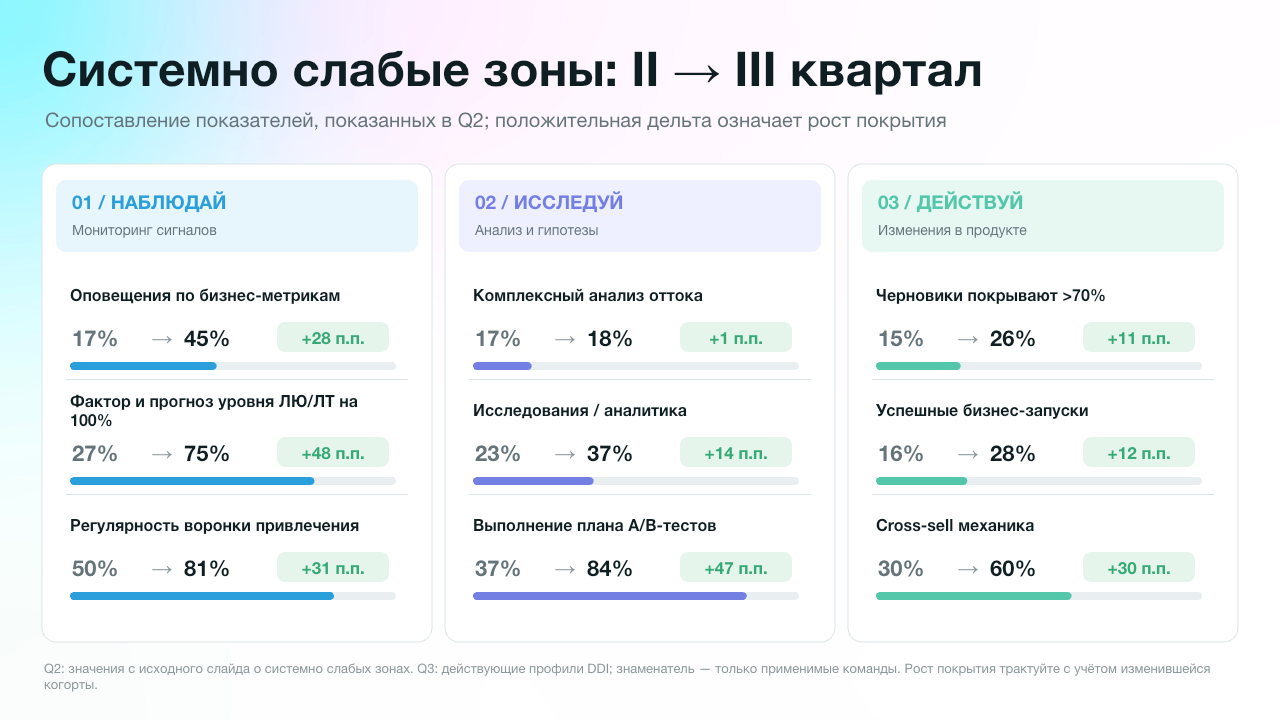 Системно слабые зоны: II → III квартал
Сопоставление показателей, показанных в Q2; положительная дельта означает рост покрытия
01 / НАБЛЮДАЙ
Мониторинг сигналов
Оповещения по бизнес-метрикам
17% → 45% +28 п.п.
Фактор и прогноз уровня ЛЮ/ЛТ на
100%
27% → 75% +48 п.п.
Регулярность воронки привлечения
50% → 81% +31 п.п.
02 / ИССЛЕДУЙ
Анализ и гипотезы
Комплексный анализ оттока
17% → 18% +1 п.п.
Исследования / аналитика
23% → 37% +14 п.п.
Выполнение плана A/B-тестов
37% → 84% +47 п.п.
03 / ДЕЙСТВУЙ
Изменения в продукте
Черновики покрывают >70%
15% → 26% +11 п.п.
Успешные бизнес-запуски
16% → 28% +12 п.п.
Cross-sell механика
30% → 60% +30 п.п.
Q2: значения с исходного слайда о системно слабых зонах. Q3: действующие профили DDI; знаменатель — только применимые команды. Рост покрытия трактуйте с учётом изменившейся
когорты.